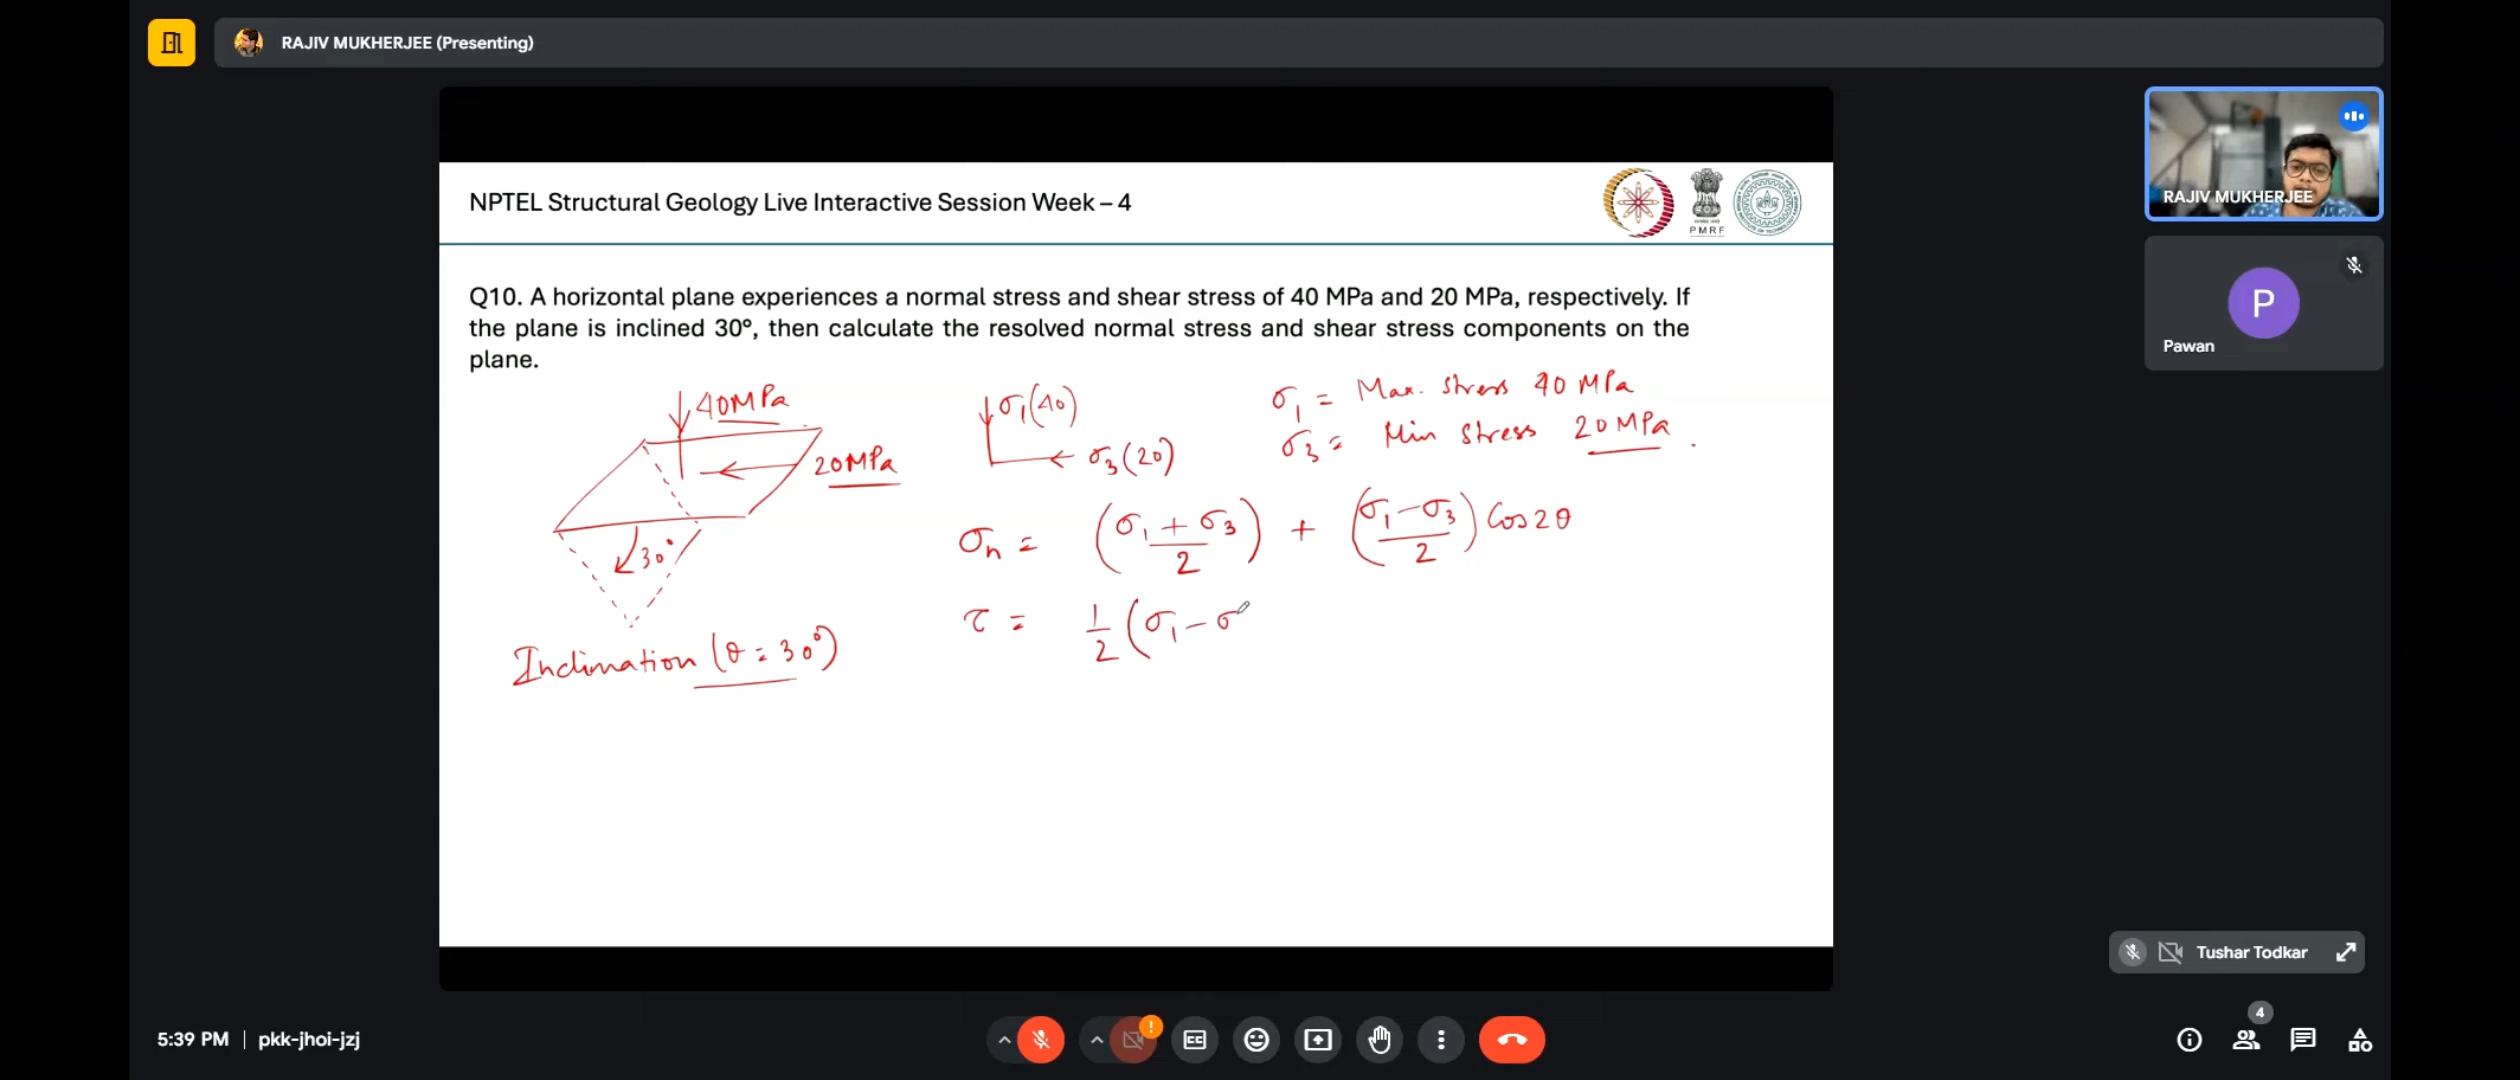 RAJIV MUKHERJEE (Presenting)
NPTEL Structural Geology Live Interactive Session Week – 4
PMRF
Q10. A horizontal plane experiences a normal stress and shear stress of 40 MPa and 20 MPa, respectively. If
the plane is inclined 30°, then calculate the resolved normal stress and shear stress components on the
plane.
40MPa
20MPa
30°
Inclination (θ = 30°)
σ1(40)
σ3(20)
σ1 = Max. stress 40 MPa
σ3 = Min stress 20 MPa.
σn = (σ1 + σ3 / 2) + (σ1 - σ3 / 2) Cos 2θ
τ = 1/2 (σ1 - σ
RAJIV MUKHERJEE
P
Pawan
Tushar Todkar
5:39 PM | pkk-jhoi-jzj
!
CC
4